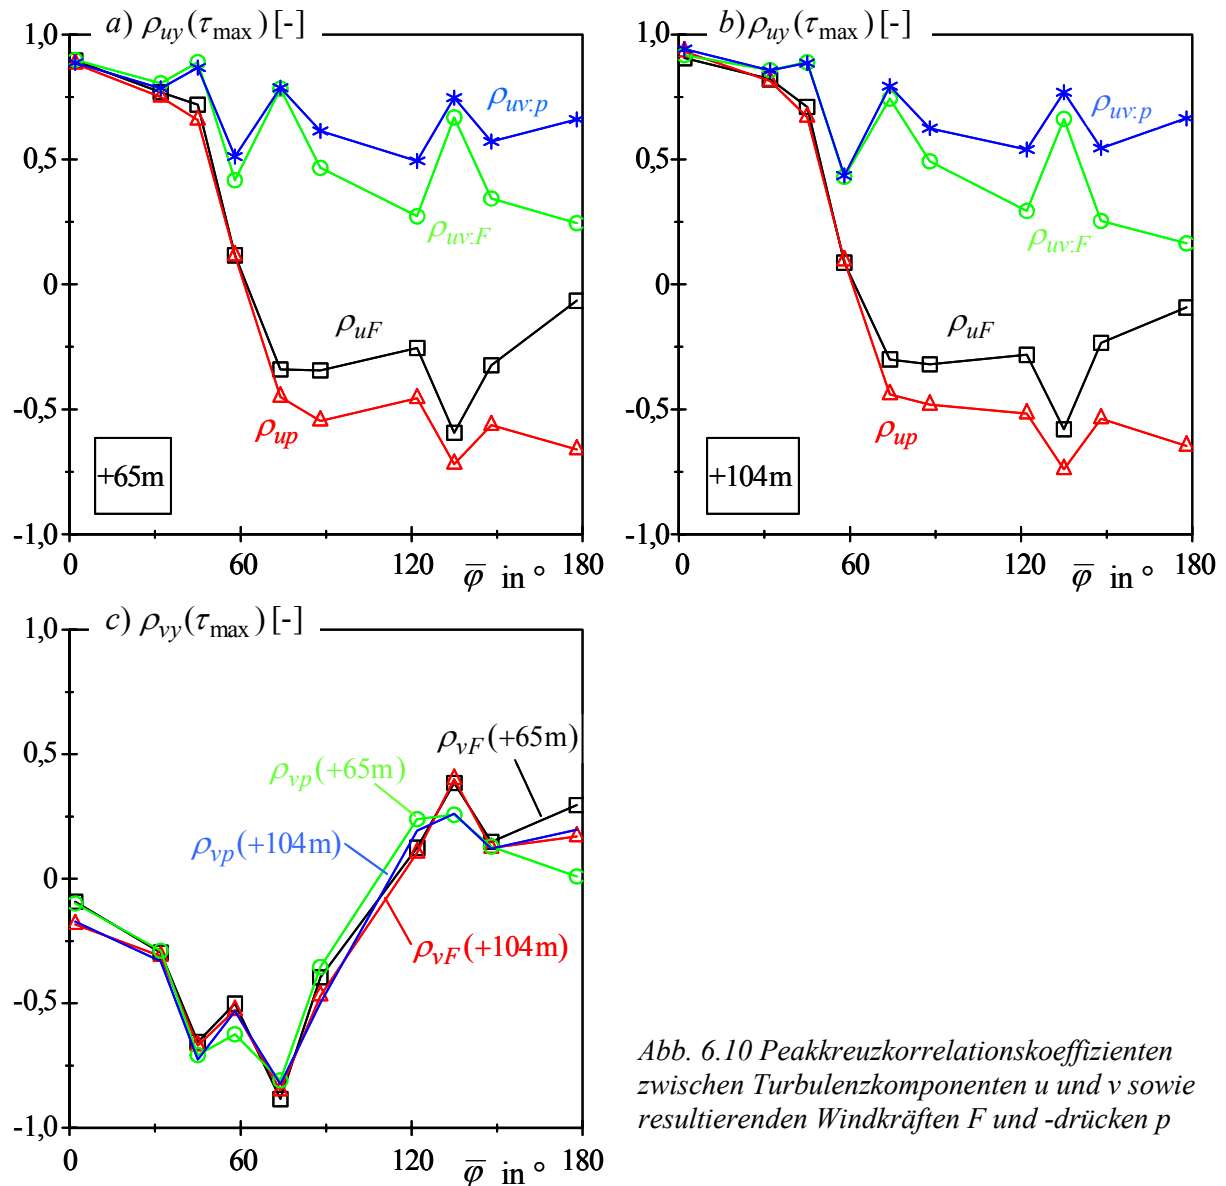 a) ρuy(τmax) [-]
1,0
0,5
0
-0,5
-1,0
ρuv:p
ρuv:F
ρuF
ρup
+65m
0 60 120 φ̅ in ° 180
b) ρuy(τmax) [-]
1,0
0,5
0
-0,5
-1,0
ρuv:p
ρuv:F
ρuF
ρup
+104m
0 60 120 φ̅ in ° 180
c) ρvy(τmax) [-]
1,0
0,5
0
-0,5
-1,0
ρvF(+65m)
ρvp(+65m)
ρvp(+104m)
ρvF(+104m)
0 60 120 φ̅ in ° 180
Abb. 6.10 Peakkreuzkorrelationskoeffizienten
zwischen Turbulenzkomponenten u und v sowie
resultierenden Windkräften F und -drücken p